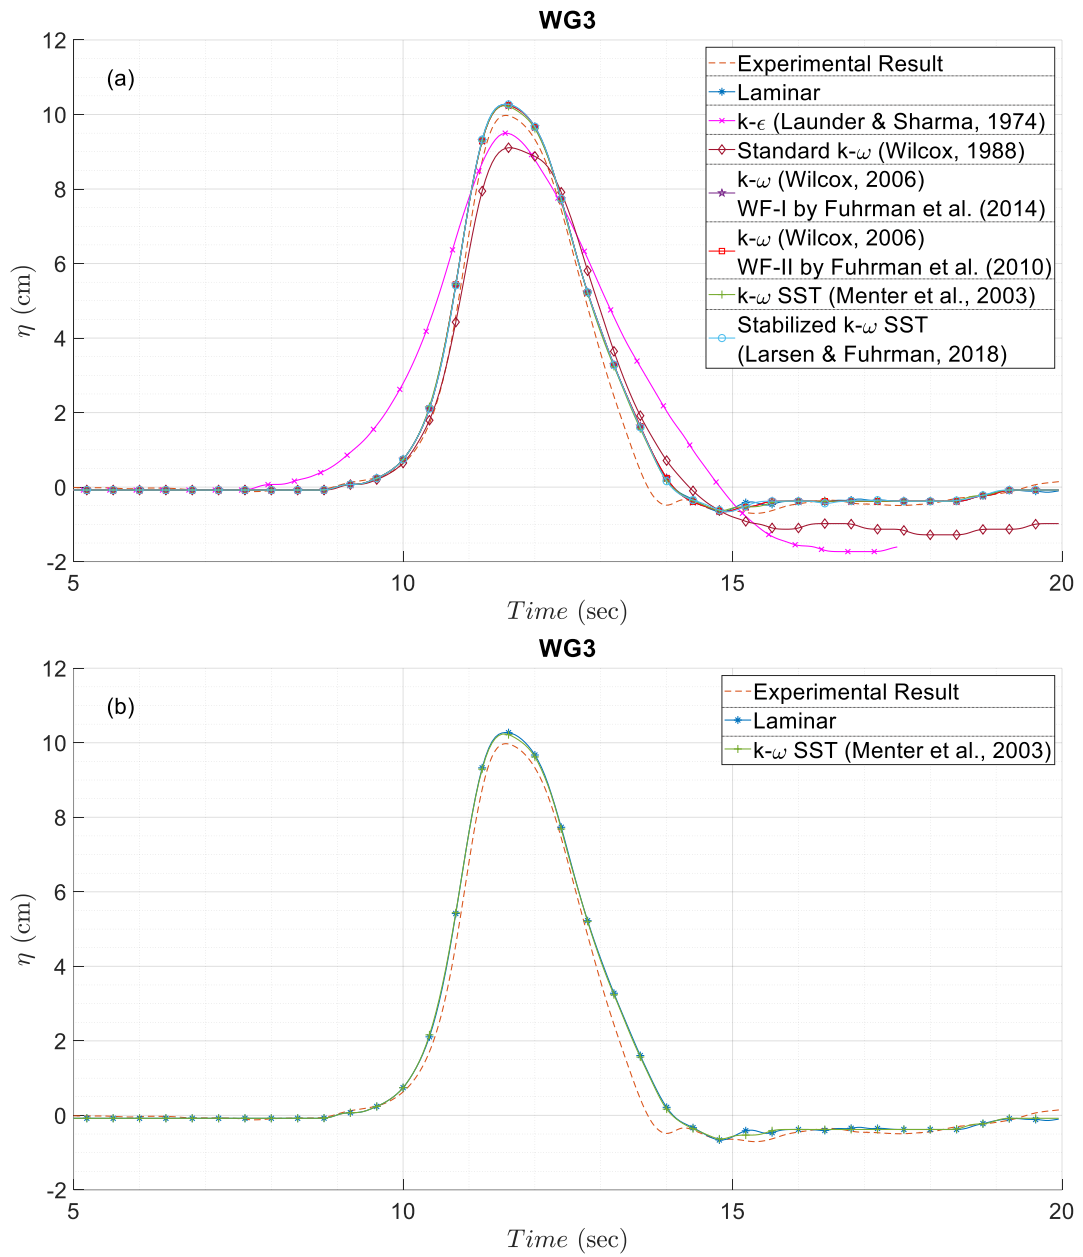 WG3
12
10
8
6
4
2
0
-2
η (cm)
(a)
Experimental Result
Laminar
k-ϵ (Launder & Sharma, 1974)
Standard k-ω (Wilcox, 1988)
k-ω (Wilcox, 2006)
WF-I by Fuhrman et al. (2014)
k-ω (Wilcox, 2006)
WF-II by Fuhrman et al. (2010)
k-ω SST (Menter et al., 2003)
Stabilized k-ω SST
(Larsen & Fuhrman, 2018)
5 10 15 20
Time (sec)
WG3
12
10
8
6
4
2
0
-2
η (cm)
(b)
Experimental Result
Laminar
k-ω SST (Menter et al., 2003)
5 10 15 20
Time (sec)